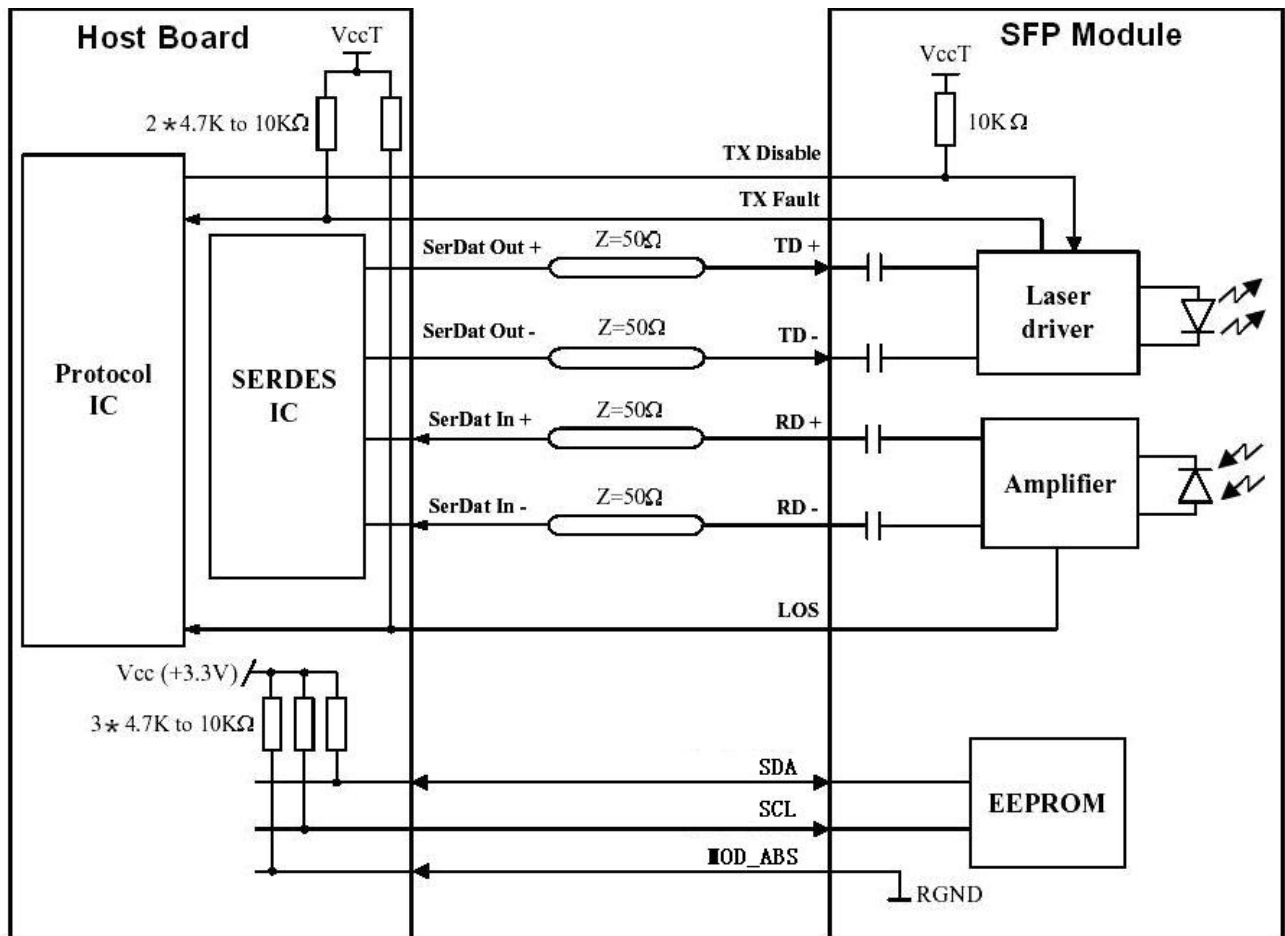 Host Board
SFP Module
VccT
VccT
2*4.7K to 10KΩ
10KΩ
TX Disable
TX Fault
SerDat Out +
Z=50Ω
TD +
Laser
driver
SerDat Out -
Z=50Ω
TD -
Protocol
IC
SERDES
IC
SerDat In +
Z=50Ω
RD +
Amplifier
SerDat In -
Z=50Ω
RD -
LOS
Vcc (+3.3V)
3*4.7K to 10KΩ
SDA
EEPROM
SCL
MOD_ABS
RGND